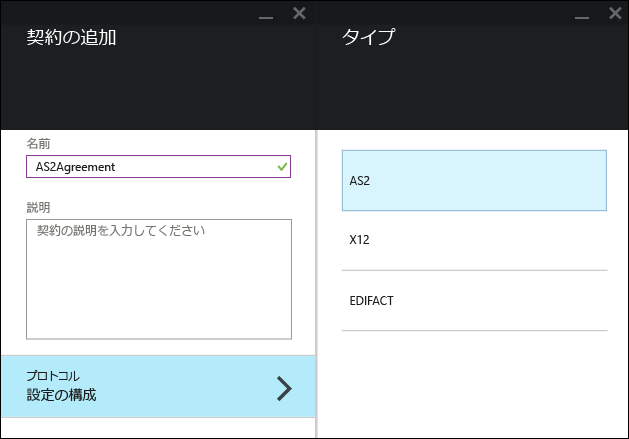 契約の追加
名前
AS2Agreement
説明
契約の説明を入力してください
プロトコル
設定の構成
タイプ
AS2
X12
EDIFACT